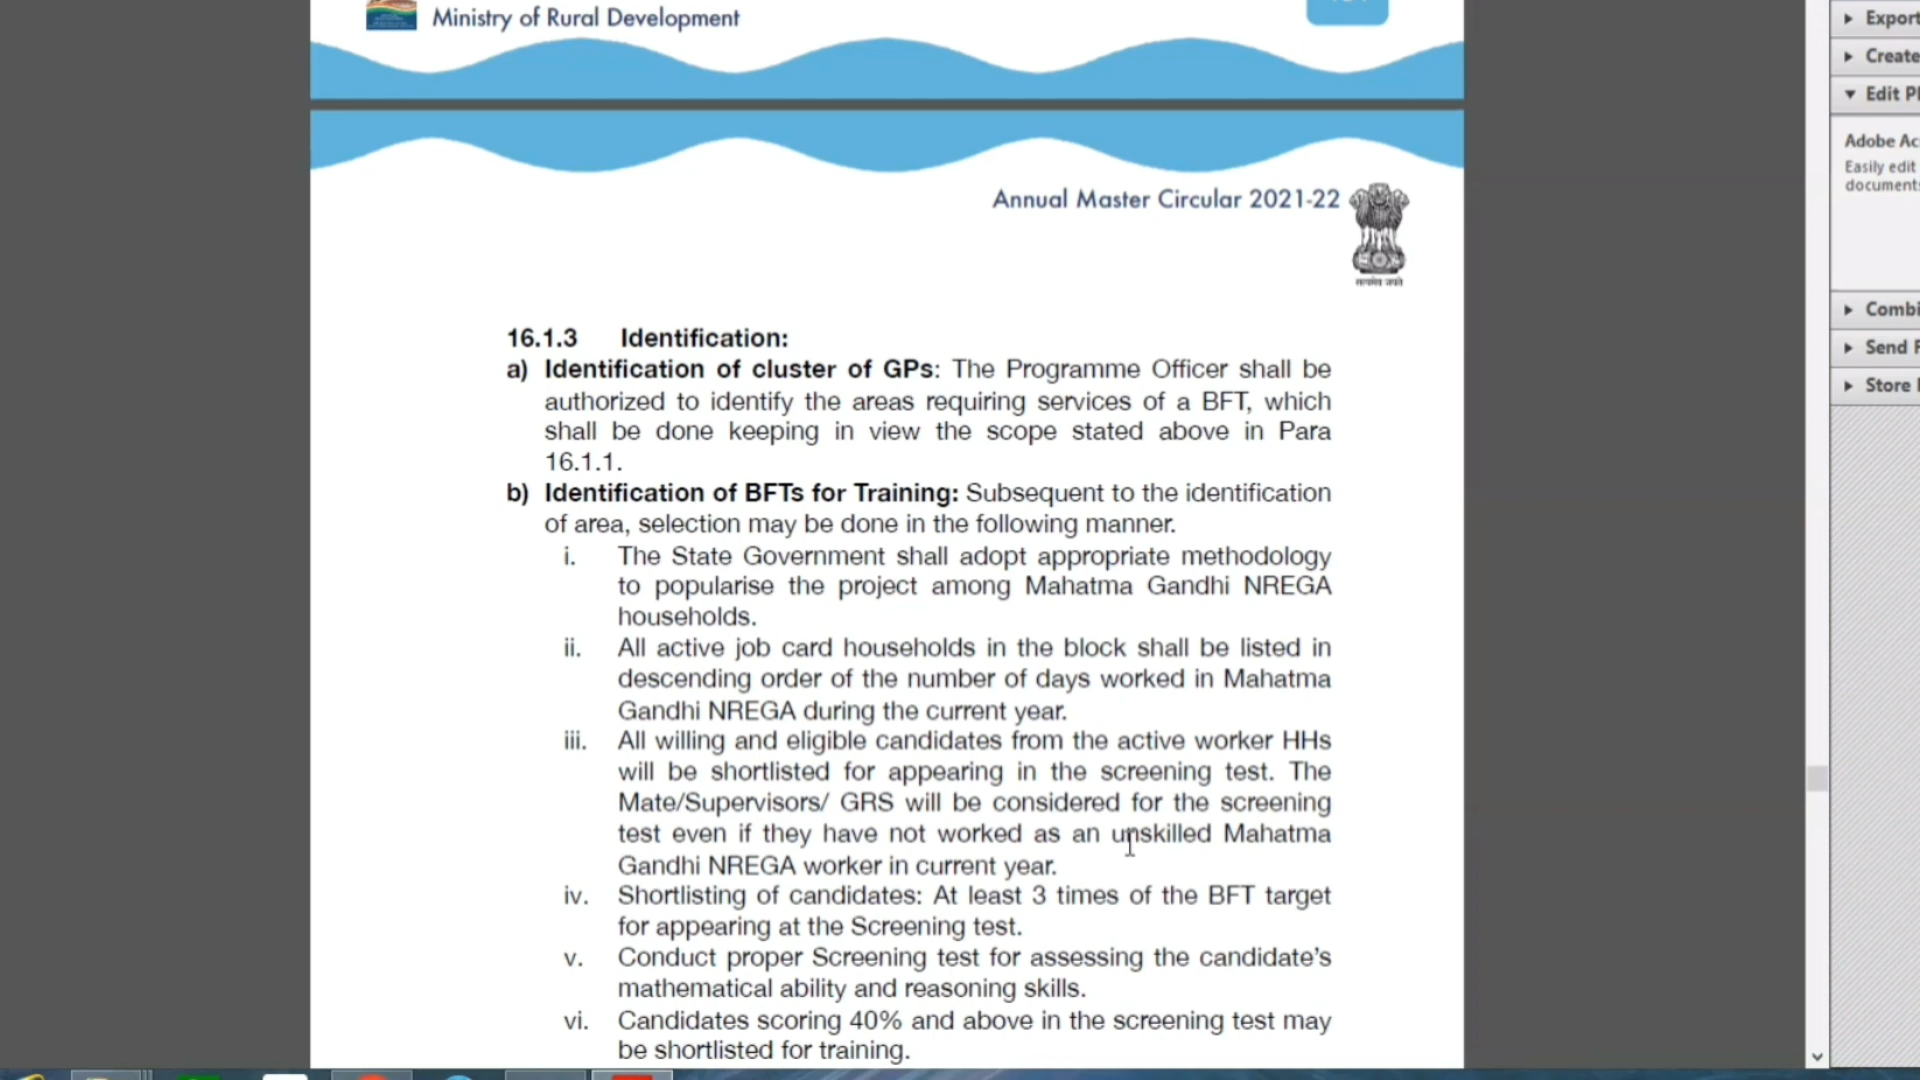 Ministry of Rural Development
Annual Master Circular 2021-22
सत्यमेव जयते
16.1.3 Identification:
a) Identification of cluster of GPs: The Programme Officer shall be
authorized to identify the areas requiring services of a BFT, which
shall be done keeping in view the scope stated above in Para
16.1.1.
b) Identification of BFTs for Training: Subsequent to the identification
of area, selection may be done in the following manner.
i. The State Government shall adopt appropriate methodology
to popularise the project among Mahatma Gandhi NREGA
households.
ii. All active job card households in the block shall be listed in
descending order of the number of days worked in Mahatma
Gandhi NREGA during the current year.
iii. All willing and eligible candidates from the active worker HHs
will be shortlisted for appearing in the screening test. The
Mate/Supervisors/ GRS will be considered for the screening
test even if they have not worked as an unskilled Mahatma
Gandhi NREGA worker in current year.
iv. Shortlisting of candidates: At least 3 times of the BFT target
for appearing at the Screening test.
v. Conduct proper Screening test for assessing the candidate's
mathematical ability and reasoning skills.
vi. Candidates scoring 40% and above in the screening test may
be shortlisted for training.
Export
Create
Edit
Adobe
Easily edit
documents
Send
Store